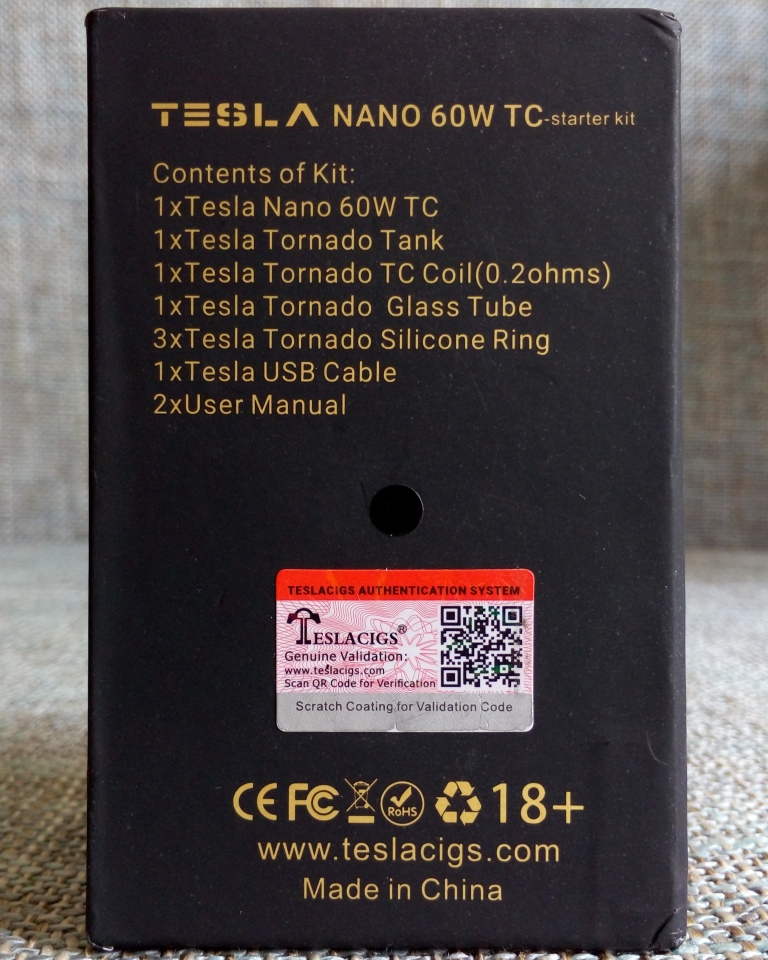 TESLA NANO 60W TC-starter kit
Contents of Kit:
1xTesla Nano 60W TC
1xTesla Tornado Tank
1xTesla Tornado TC Coil(0.2ohms)
1xTesla Tornado Glass Tube
3xTesla Tornado Silicone Ring
1xTesla USB Cable
2xUser Manual
TESLACIGS AUTHENTICATION SYSTEM
TESLACIGS®
Genuine Validation:
www.teslacigs.com
Scan QR Code for Verification
Scratch Coating for Validation Code
CE FC RoHS 18+
www.teslacigs.com
Made in China